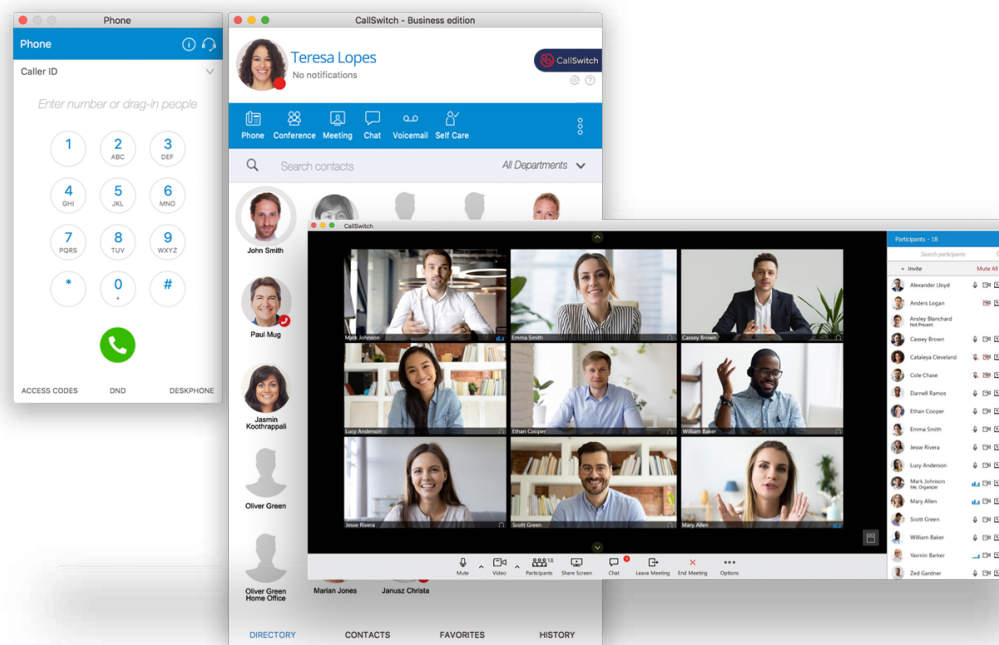 Phone
Phone
Caller ID
Enter number or drag-in people
1
2
ABC
3
DEF
4
GHI
5
JKL
6
MNO
7
PQRS
8
TUV
9
WXYZ
*
0
+
#
ACCESS CODES
DND
DESKPHONE
CallSwitch - Business edition
Teresa Lopes
No notifications
CallSwitch
Phone
Conference
Meeting
Chat
Voicemail
Self Care
Search contacts
All Departments
John Smith
Paul Mug
Jasmin
Koothrappali
Oliver Green
Oliver Green
Home Office
Marian Jones
Janusz Christa
DIRECTORY
CONTACTS
FAVORITES
HISTORY
CallSwitch
Mark Johnson
Emma Smith
Cassey Brown
Lucy Anderson
Ethan Cooper
William Baker
Jesse Rivera
Scott Green
Mary Allen
Mute
Video
18
Participants
Share Screen
Chat
Leave Meeting
End Meeting
Options
Participants - 18
Search participants
+ Invite
Mute All
Alexander Lloyd
Anders Logan
Ansley Blanchard
Not Present
Cassey Brown
Cataleya Cleveland
Cole Chase
Darnell Ramos
Ethan Cooper
Emma Smith
Jesse Rivera
Lucy Anderson
Mark Johnson
Me, Organizer
Mary Allen
Scott Green
William Baker
Yasmin Barker
Zed Gardner